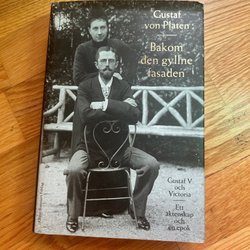 Gustaf
von Platen
Bakom
den gyllne
fasaden
Gustaf V
och
Victoria
Ett
äktenskap
och
en epok